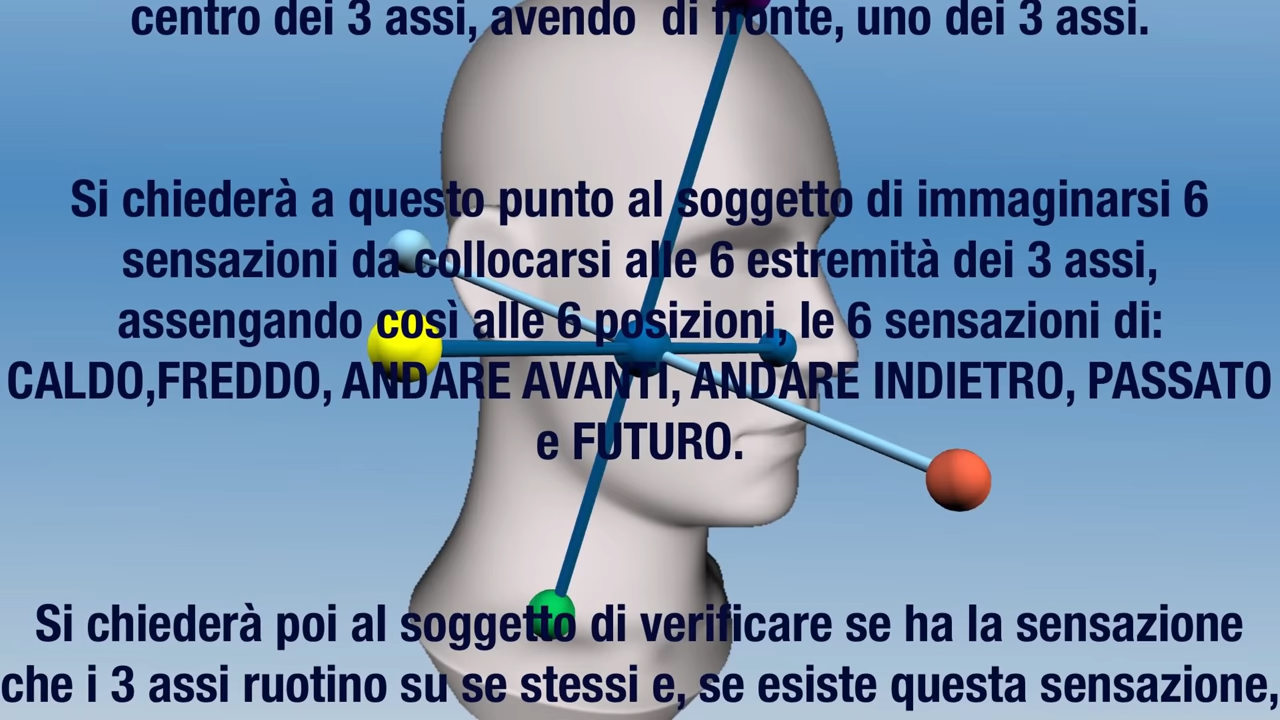 centro dei 3 assi, avendo di fronte, uno dei 3 assi.
Si chiederà a questo punto al soggetto di immaginarsi 6
sensazioni da collocarsi alle 6 estremità dei 3 assi,
assengando così alle 6 posizioni, le 6 sensazioni di:
CALDO,FREDDO, ANDARE AVANTI, ANDARE INDIETRO, PASSATO
e FUTURO.
Si chiederà poi al soggetto di verificare se ha la sensazione
che i 3 assi ruotino su se stessi e, se esiste questa sensazione,